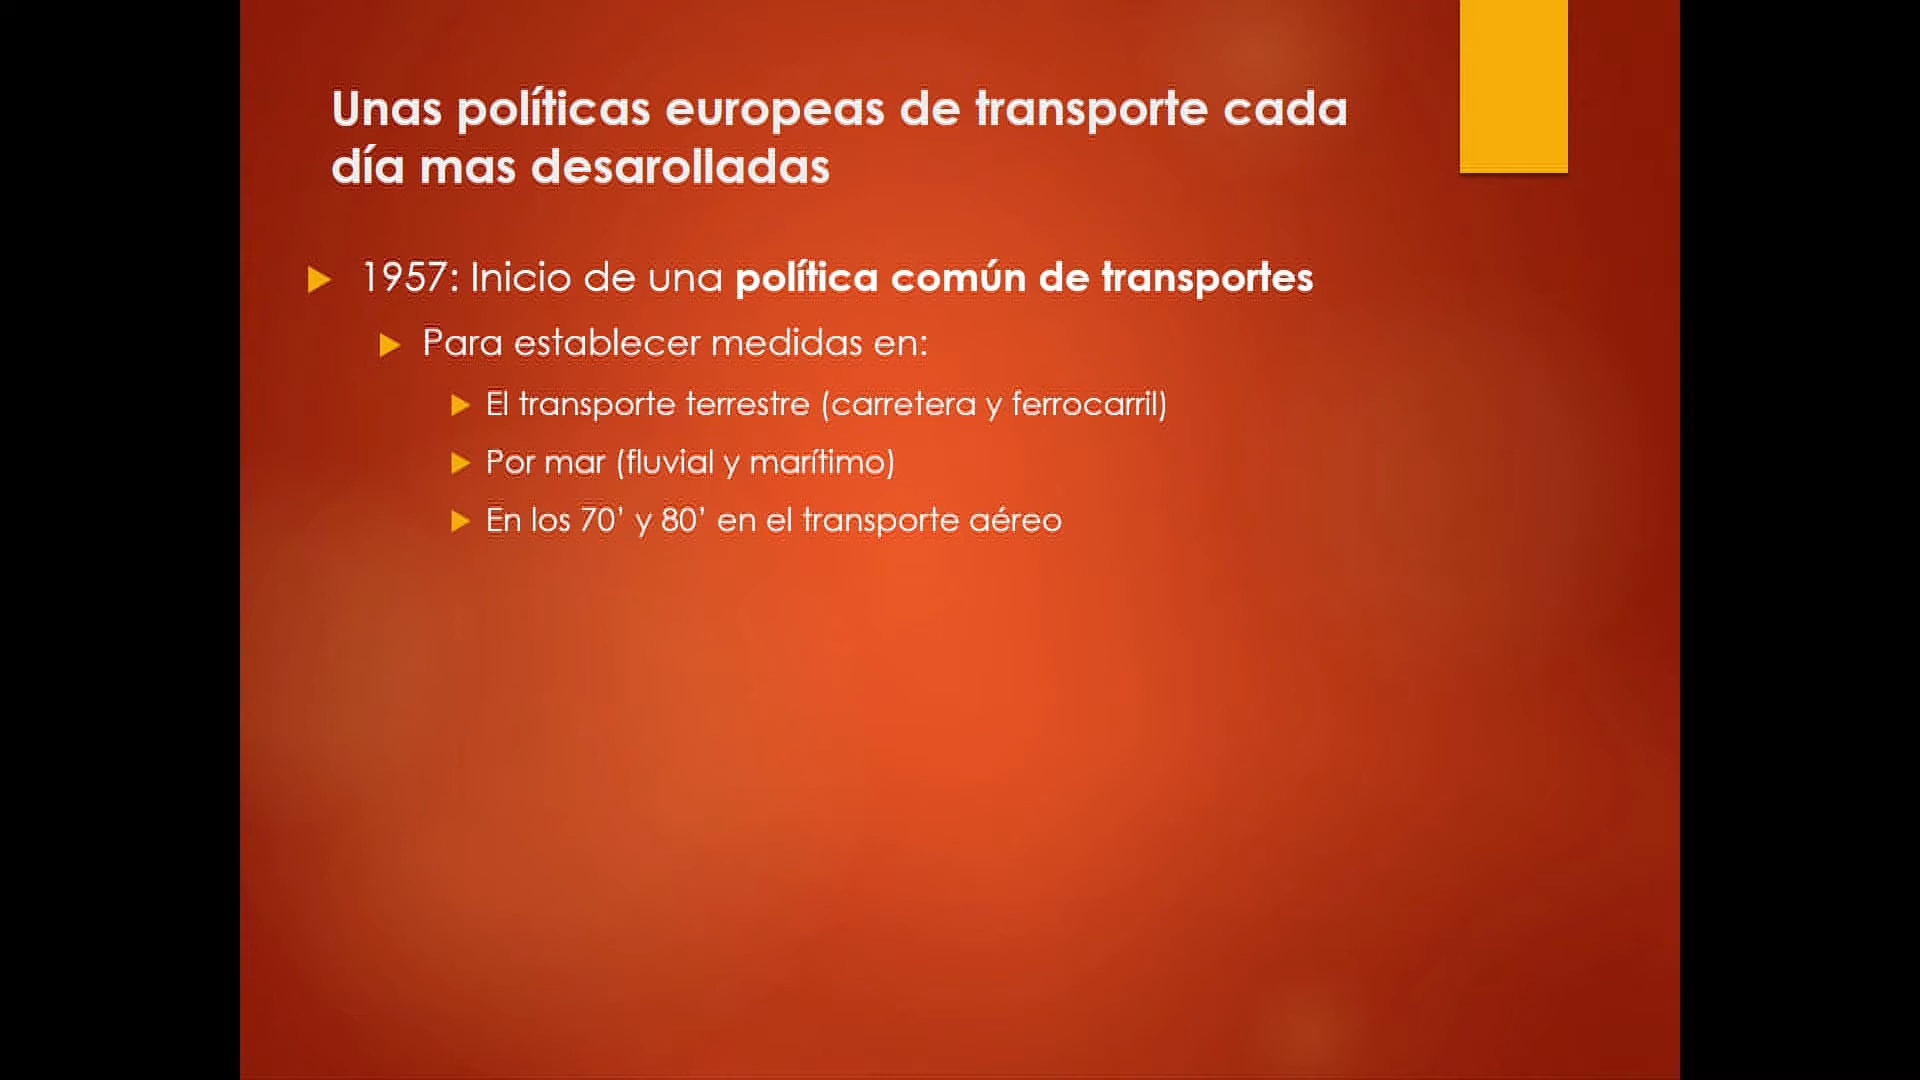 Unas políticas europeas de transporte cada
día mas desarolladas
1957: Inicio de una política común de transportes
Para establecer medidas en:
El transporte terrestre (carretera y ferrocarril)
Por mar (fluvial y marítimo)
En los 70’ y 80’ en el transporte aéreo